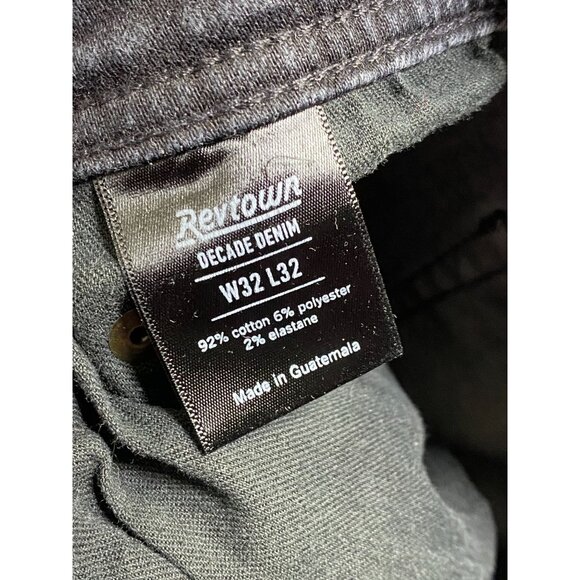 Revtown
DECADE DENIM
W32 L32
92% cotton 6% polyester
2% elastane
Made in Guatemala